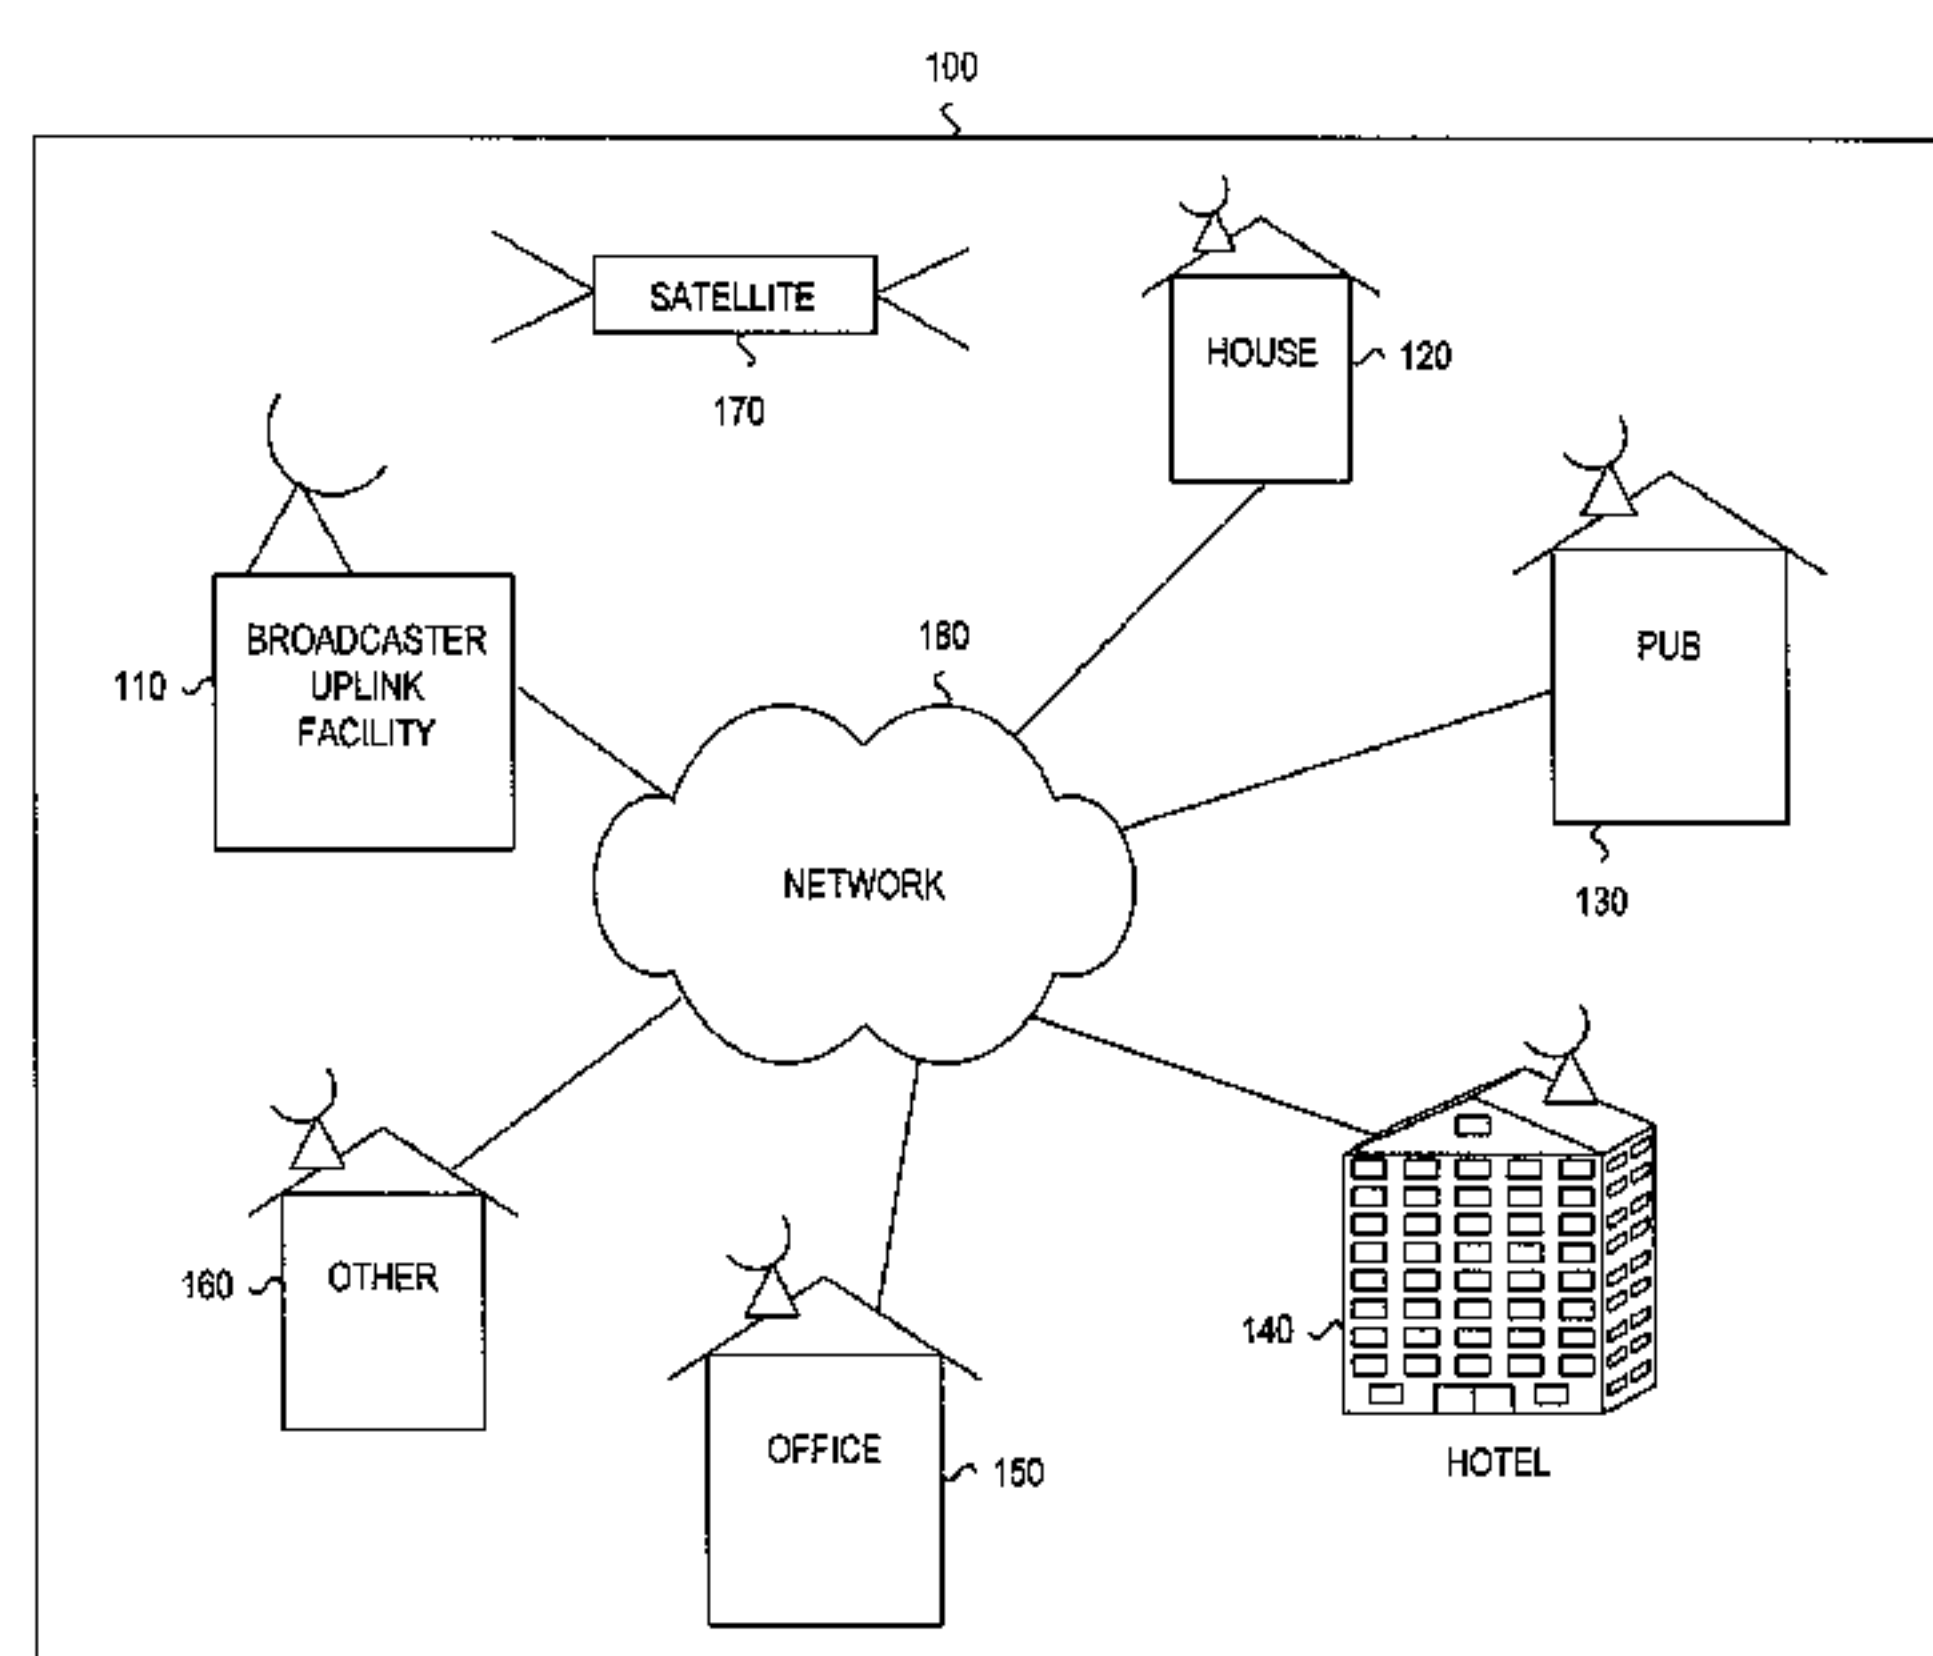 100
SATELLITE
170
HOUSE
120
BROADCASTER
UPLINK
FACILITY
110
180
PUB
130
NETWORK
OTHER
160
OFFICE
150
140
HOTEL